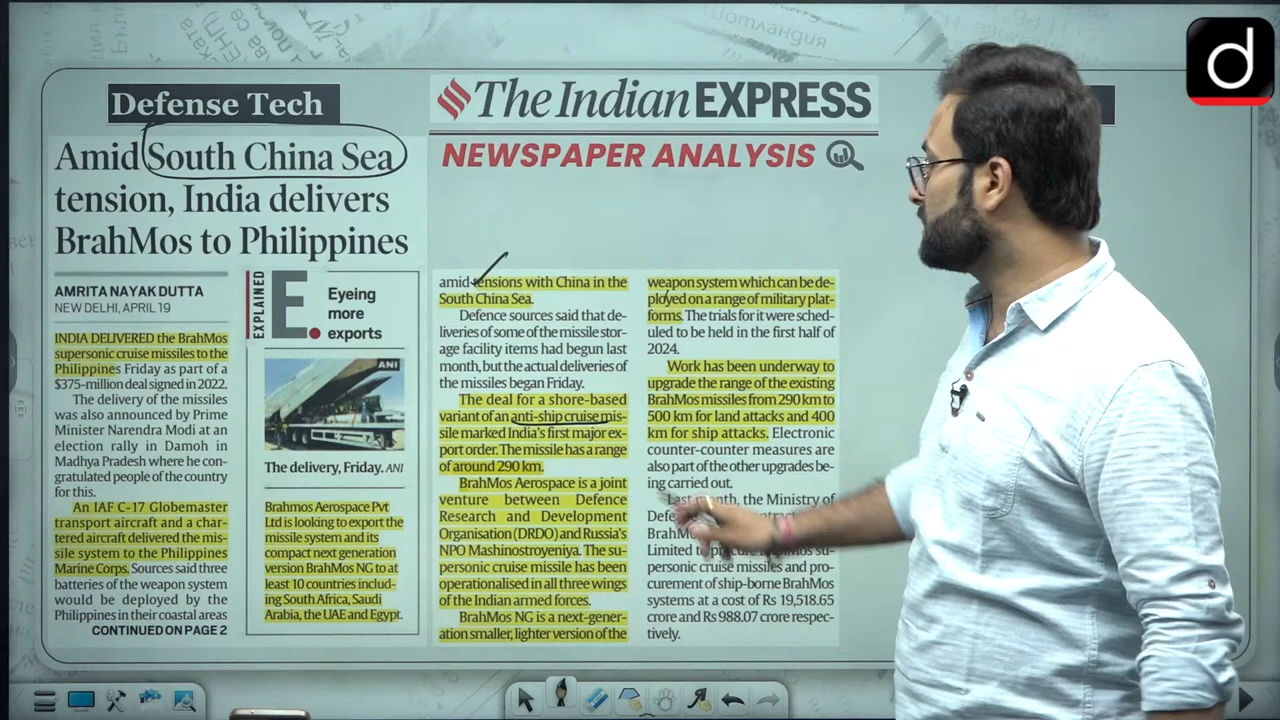 Defense Tech
Amid South China Sea
tension, India delivers
BrahMos to Philippines
AMRITA NAYAK DUTTA
NEW DELHI, APRIL 19
INDIA DELIVERED the BrahMos
supersonic cruise missiles to the
Philippines Friday as part of a
$375-million deal signed in 2022.
The delivery of the missiles
was also announced by Prime
Minister Narendra Modi at an
election rally in Damoh in
Madhya Pradesh where he con-
gratulated people of the country
for this.
An IAF C-17 Globemaster
transport aircraft and a char-
tered aircraft delivered the mis-
sile system to the Philippines
Marine Corps. Sources said three
batteries of the weapon system
would be deployed by the
Philippines in their coastal areas
CONTINUED ON PAGE 2
EXPLAINED
E.
Eyeing
more
exports
ANI
The delivery, Friday. ANI
Brahmos Aerospace Pvt
Ltd is looking to export the
missile system and its
compact next generation
version BrahMos NG to at
least 10 countries includ-
ing South Africa, Saudi
Arabia, the UAE and Egypt.
The Indian EXPRESS
NEWSPAPER ANALYSIS
amid tensions with China in the
South China Sea.
Defence sources said that de-
liveries of some of the missile stor-
age facility items had begun last
month, but the actual deliveries of
the missiles began Friday.
The deal for a shore-based
variant of an anti-ship cruise mis-
sile marked India's first major ex-
port order. The missile has a range
of around 290 km.
BrahMos Aerospace is a joint
venture between Defence
Research and Development
Organisation (DRDO) and Russia's
NPO Mashinostroyeniya. The su-
personic cruise missile has been
operationalised in all three wings
of the Indian armed forces.
BrahMos NG is a next-gener-
ation smaller, lighter version of the
weapon system which can be de-
ployed on a range of military plat-
forms. The trials for it were sched-
uled to be held in the first half of
2024.
Work has been underway to
upgrade the range of the existing
BrahMos missiles from 290 km to
500 km for land attacks and 400
km for ship attacks. Electronic
counter-counter measures are
also part of the other upgrades be-
ing carried out.
Last month, the Ministry of
Limited to su-
personic cruise missiles and pro-
curement of ship-borne BrahMos
systems at a cost of Rs 19,518.65
crore and Rs 988.07 crore respec-
tively.
d